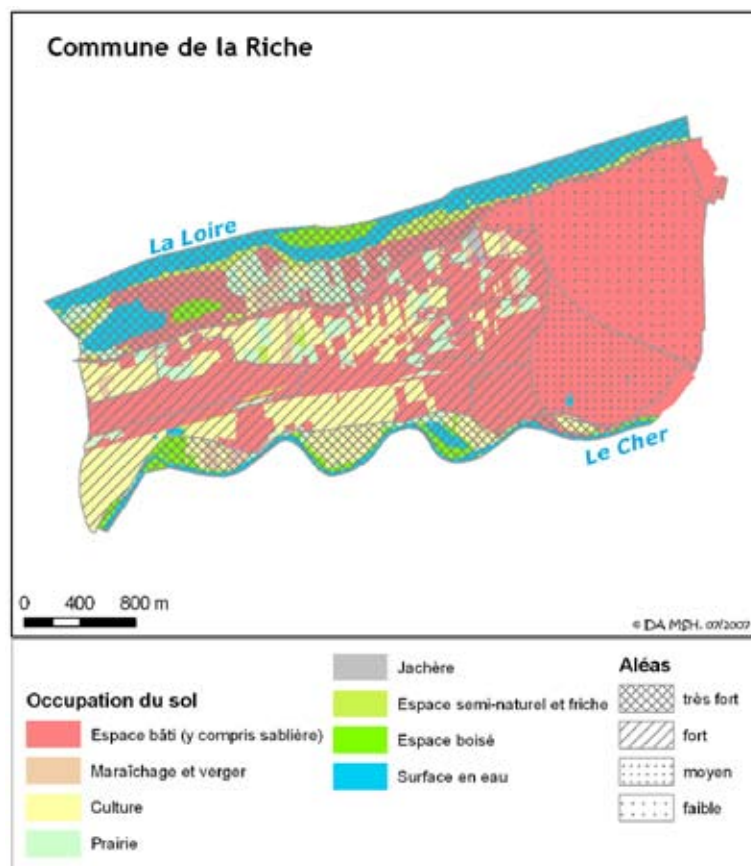 Commune de la Riche
La Loire
Le Cher
0 400 800 m
© DA MSH. 07/2007
Occupation du sol
Espace bâti (y compris sablière)
Maraîchage et verger
Culture
Prairie
Jachère
Espace semi-naturel et friche
Espace boisé
Surface en eau
Aléas
très fort
fort
moyen
faible